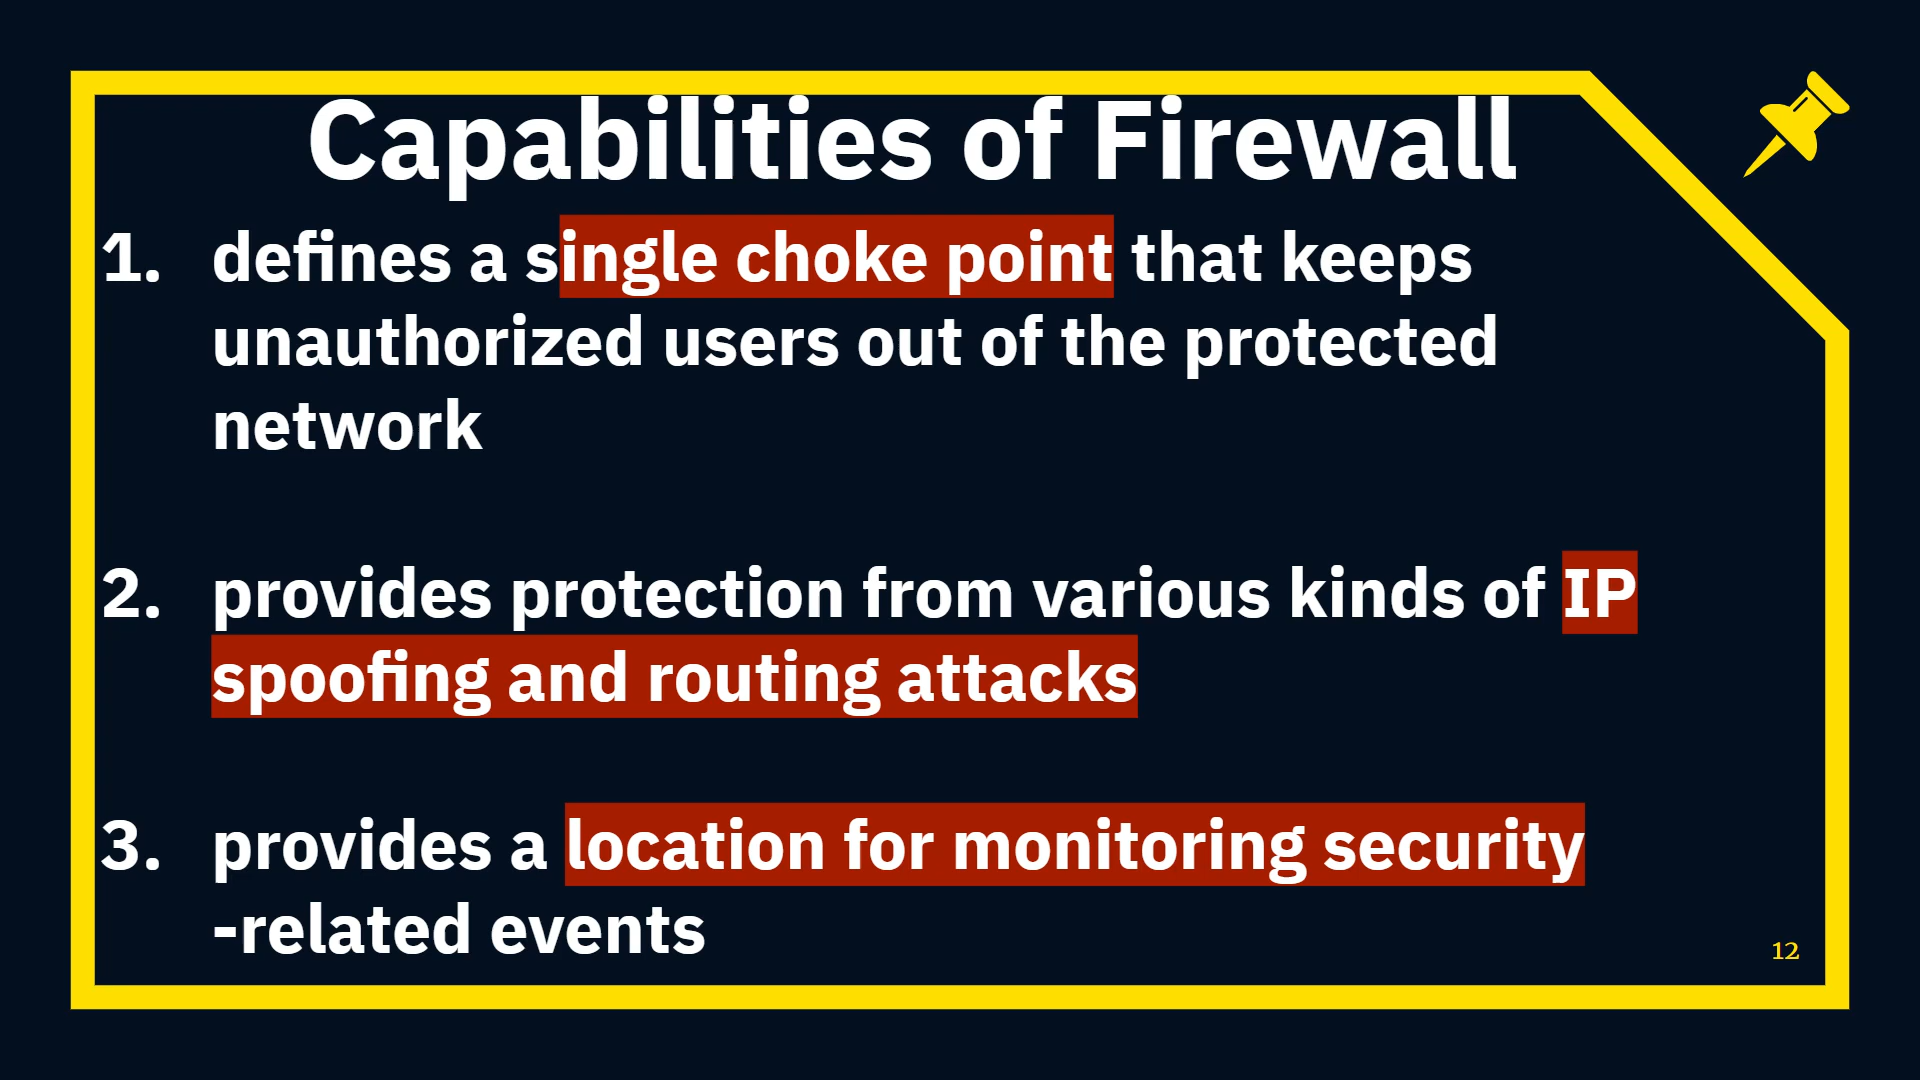 Capabilities of Firewall
1. defines a single choke point that keeps
unauthorized users out of the protected
network
2. provides protection from various kinds of IP
spoofing and routing attacks
3. provides a location for monitoring security
-related events
12